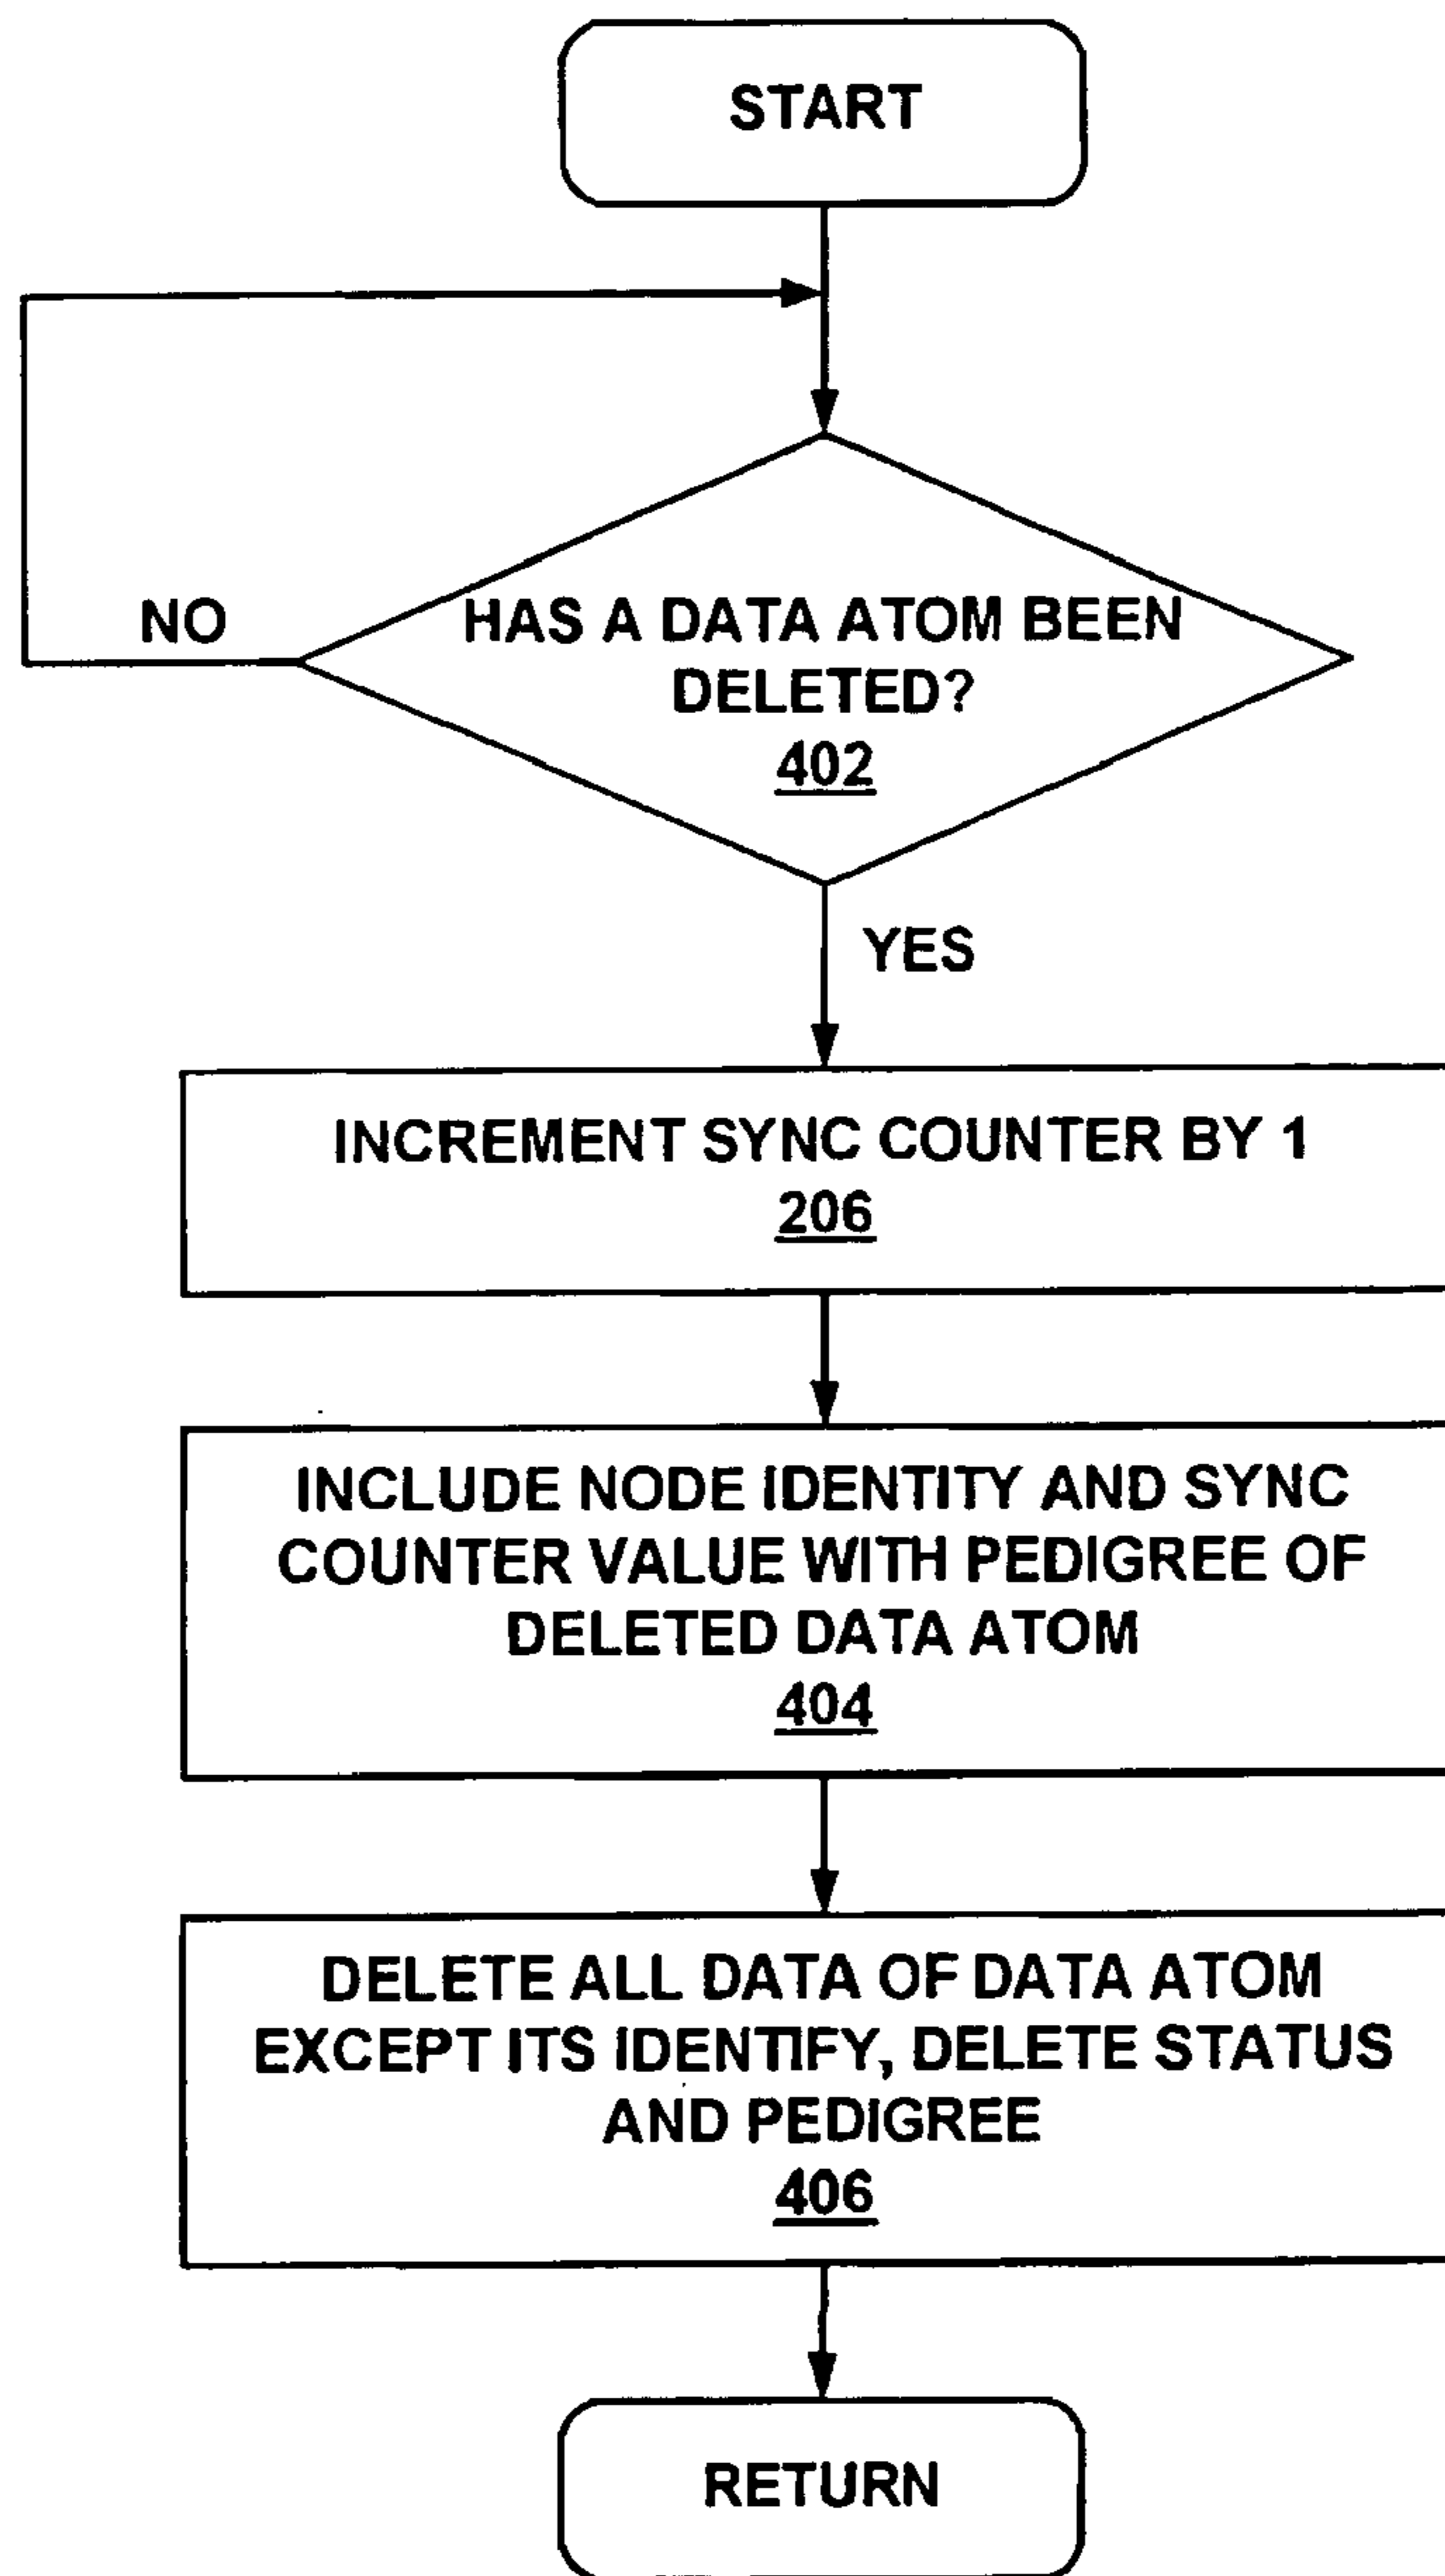 START
HAS A DATA ATOM BEEN
DELETED?
402
NO
YES
INCREMENT SYNC COUNTER BY 1
206
INCLUDE NODE IDENTITY AND SYNC
COUNTER VALUE WITH PEDIGREE OF
DELETED DATA ATOM
404
DELETE ALL DATA OF DATA ATOM
EXCEPT ITS IDENTIFY, DELETE STATUS
AND PEDIGREE
406
RETURN